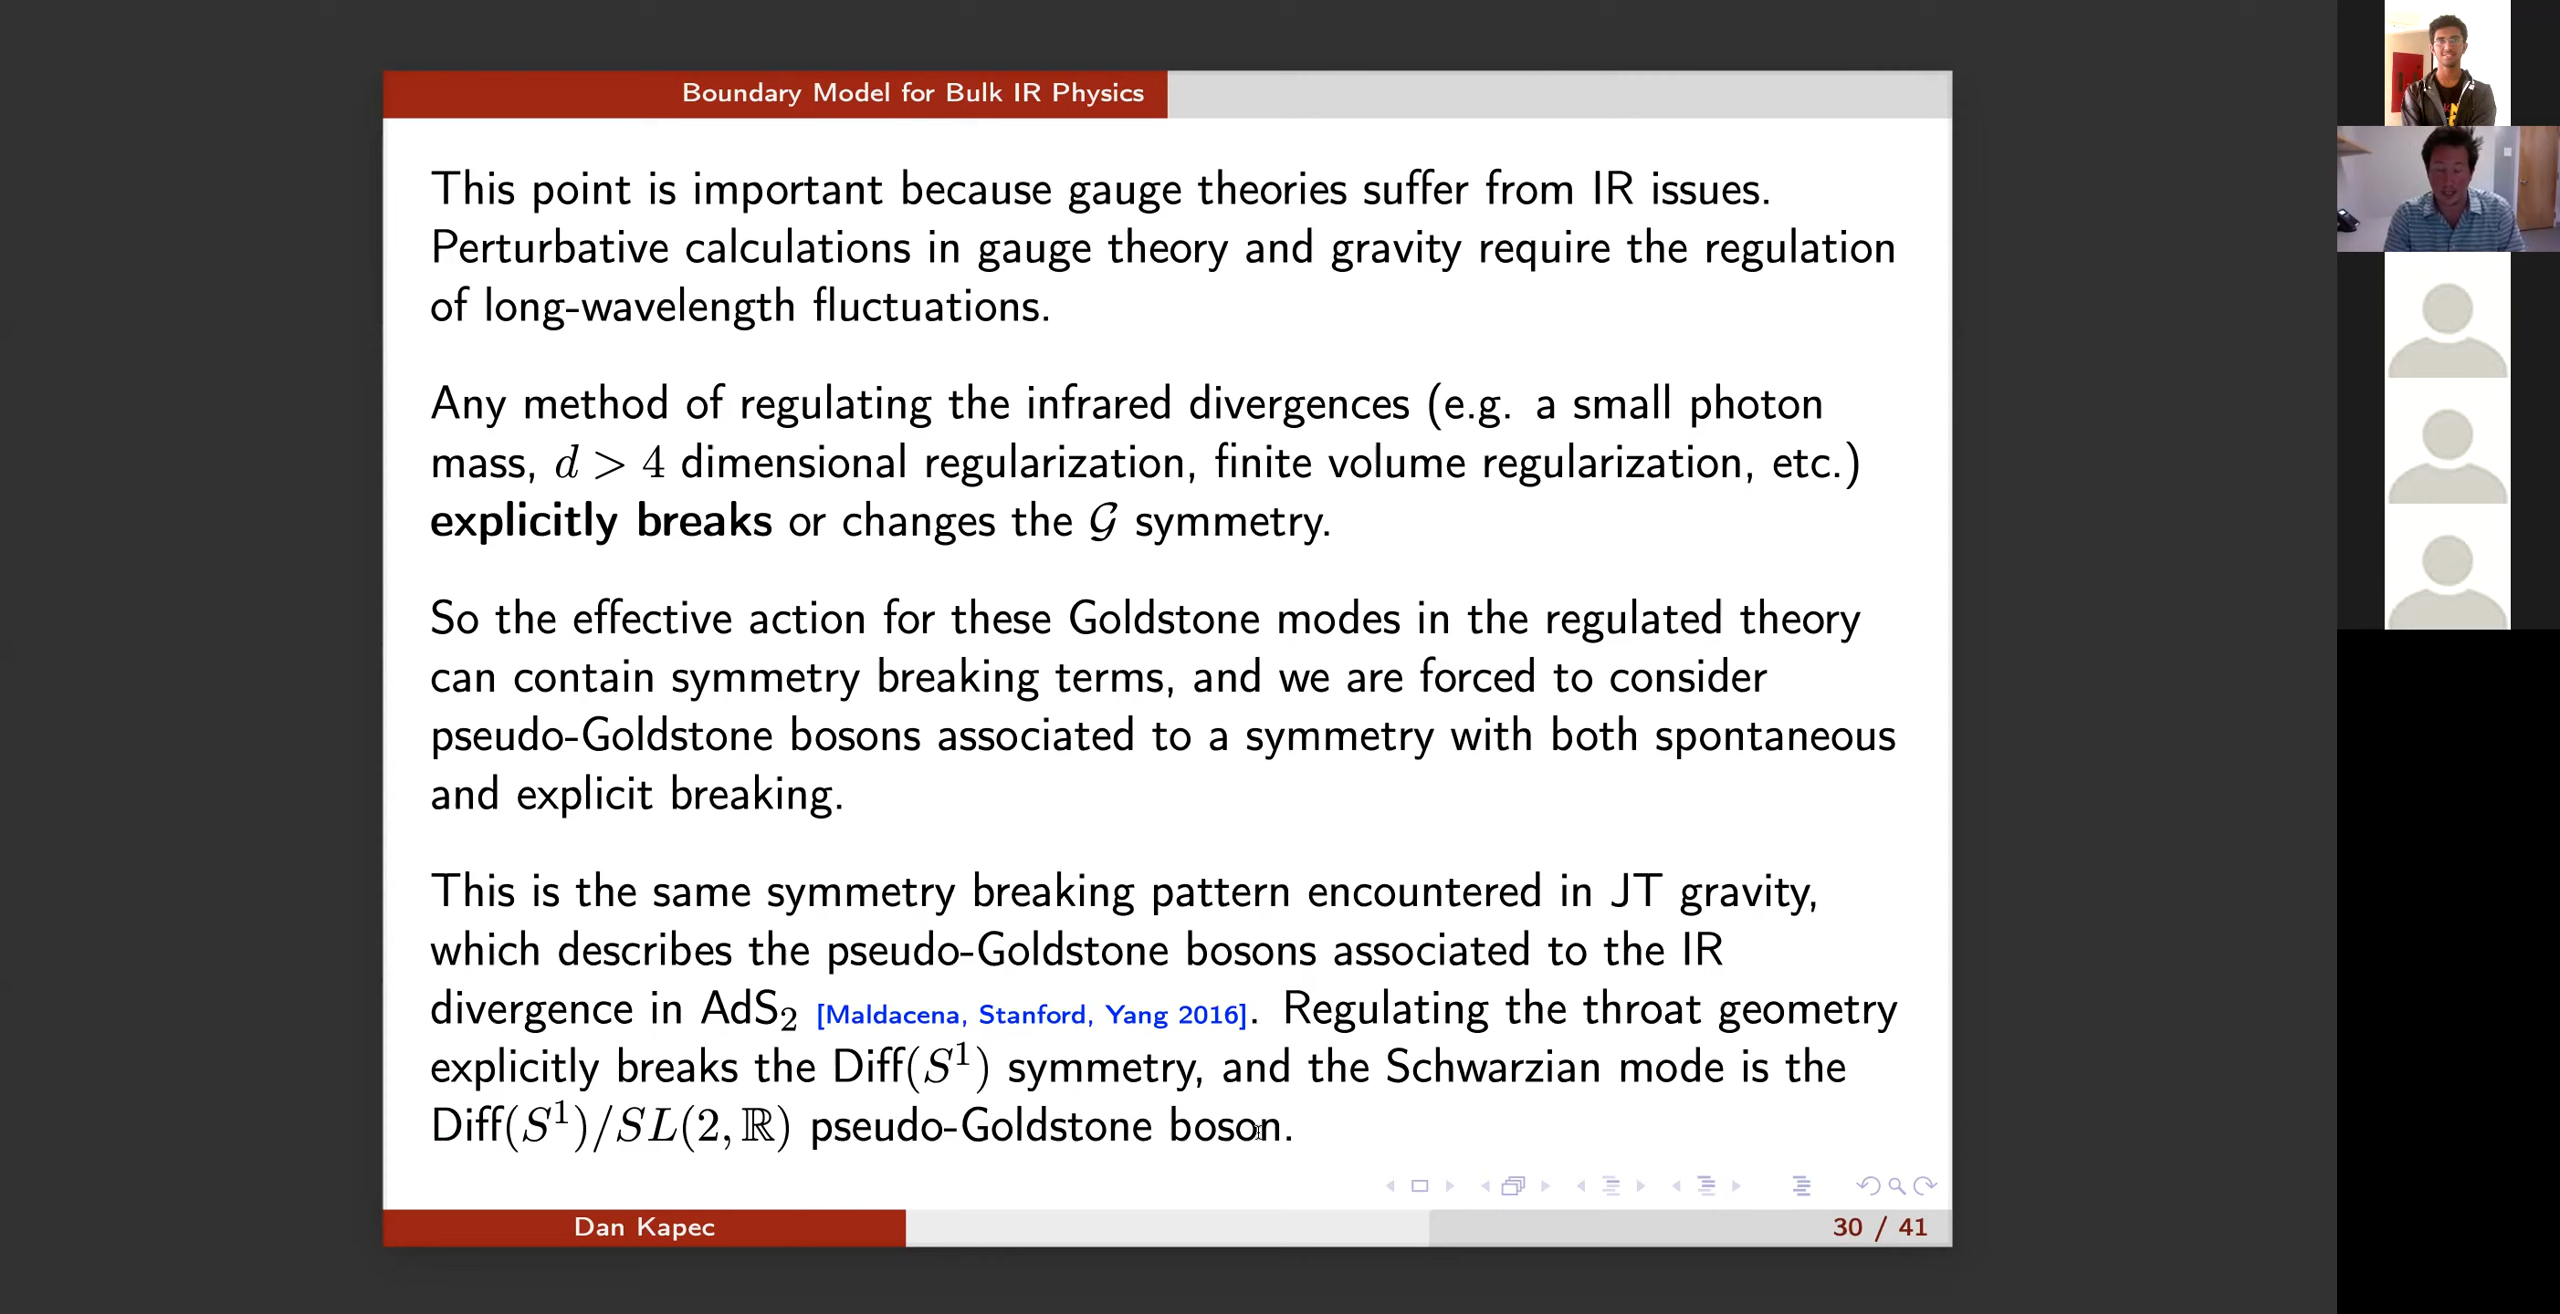 Boundary Model for Bulk IR Physics
This point is important because gauge theories suffer from IR issues.
Perturbative calculations in gauge theory and gravity require the regulation
of long-wavelength fluctuations.
Any method of regulating the infrared divergences (e.g. a small photon
mass, d > 4 dimensional regularization, finite volume regularization, etc.)
explicitly breaks or changes the 𝒢 symmetry.
So the effective action for these Goldstone modes in the regulated theory
can contain symmetry breaking terms, and we are forced to consider
pseudo-Goldstone bosons associated to a symmetry with both spontaneous
and explicit breaking.
This is the same symmetry breaking pattern encountered in JT gravity,
which describes the pseudo-Goldstone bosons associated to the IR
divergence in AdS₂ [Maldacena, Stanford, Yang 2016]. Regulating the throat geometry
explicitly breaks the Diff(S¹) symmetry, and the Schwarzian mode is the
Diff(S¹)/SL(2, ℝ) pseudo-Goldstone boson.
Dan Kapec
30 / 41